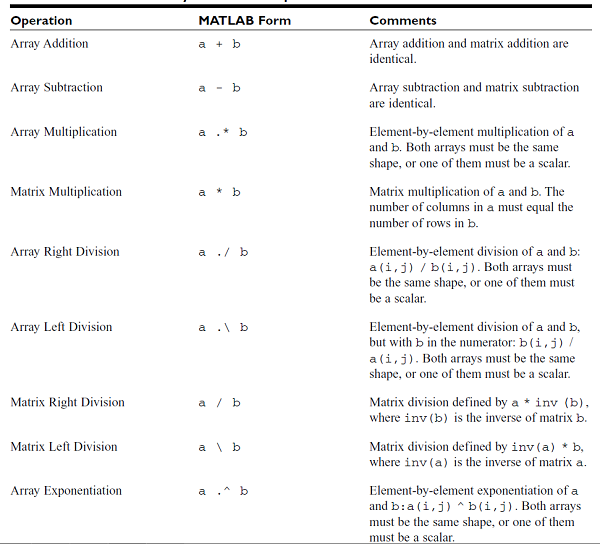 Operation MATLAB Form Comments
Array Addition a + b Array addition and matrix addition are
identical.
Array Subtraction a - b Array subtraction and matrix subtraction
are identical.
Array Multiplication a .* b Element-by-element multiplication of a
and b. Both arrays must be the same
shape, or one of them must be a scalar.
Matrix Multiplication a * b Matrix multiplication of a and b. The
number of columns in a must equal the
number of rows in b.
Array Right Division a ./ b Element-by-element division of a and b:
a(i,j) / b(i,j). Both arrays must
be the same shape, or one of them must
be a scalar.
Array Left Division a .\ b Element-by-element division of a and b,
but with b in the numerator: b(i,j) /
a(i,j). Both arrays must be the same
shape, or one of them must be a scalar.
Matrix Right Division a / b Matrix division defined by a * inv (b),
where inv(b) is the inverse of matrix b.
Matrix Left Division a \ b Matrix division defined by inv(a) * b,
where inv(a) is the inverse of matrix a.
Array Exponentiation a .^ b Element-by-element exponentiation of a
and b:a(i,j) ^ b(i,j). Both arrays
must be the same shape, or one of them
must be a scalar.